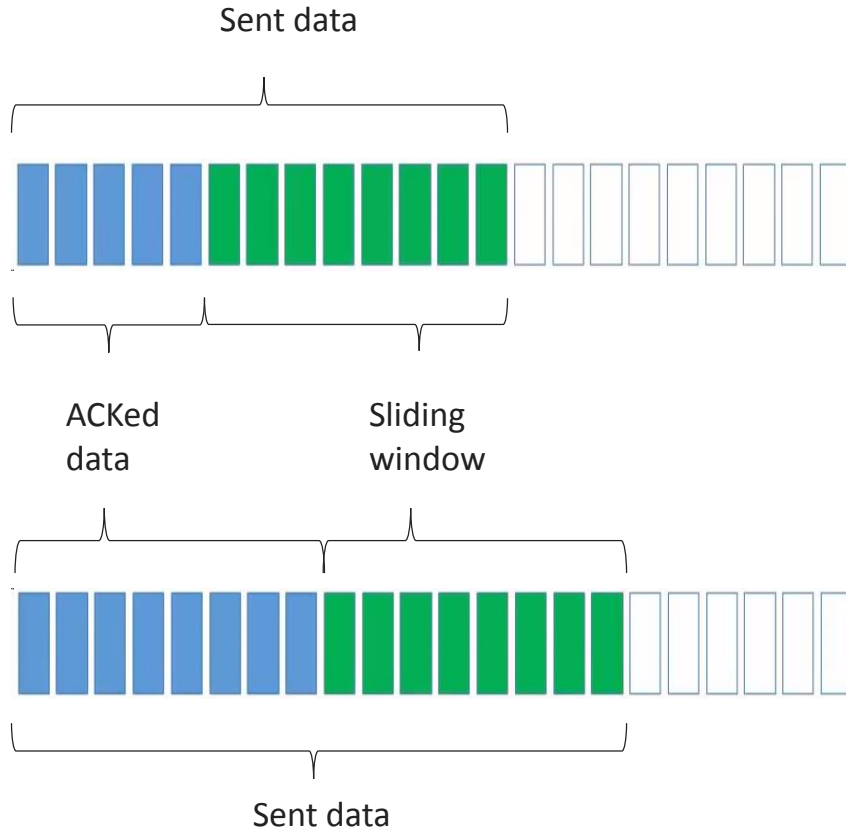 Sent data
ACKed
data
Sliding
window
Sent data